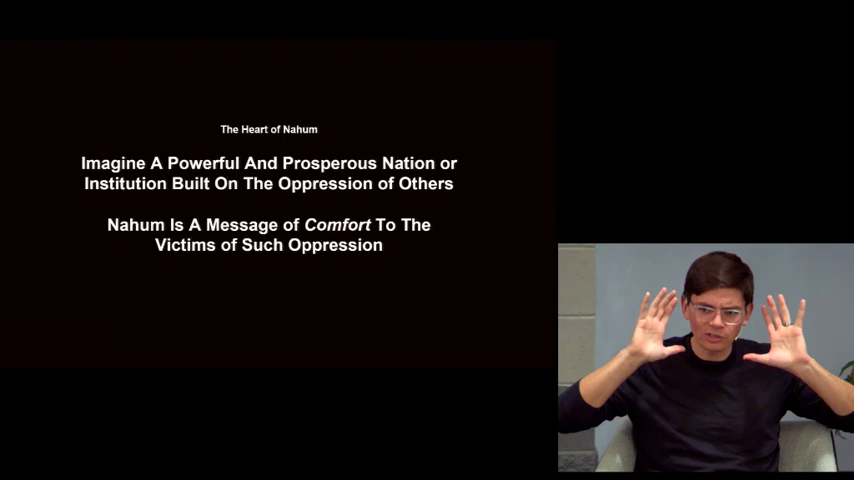 The Heart of Nahum
Imagine A Powerful And Prosperous Nation or
Institution Built On The Oppression of Others
Nahum Is A Message of Comfort To The
Victims of Such Oppression